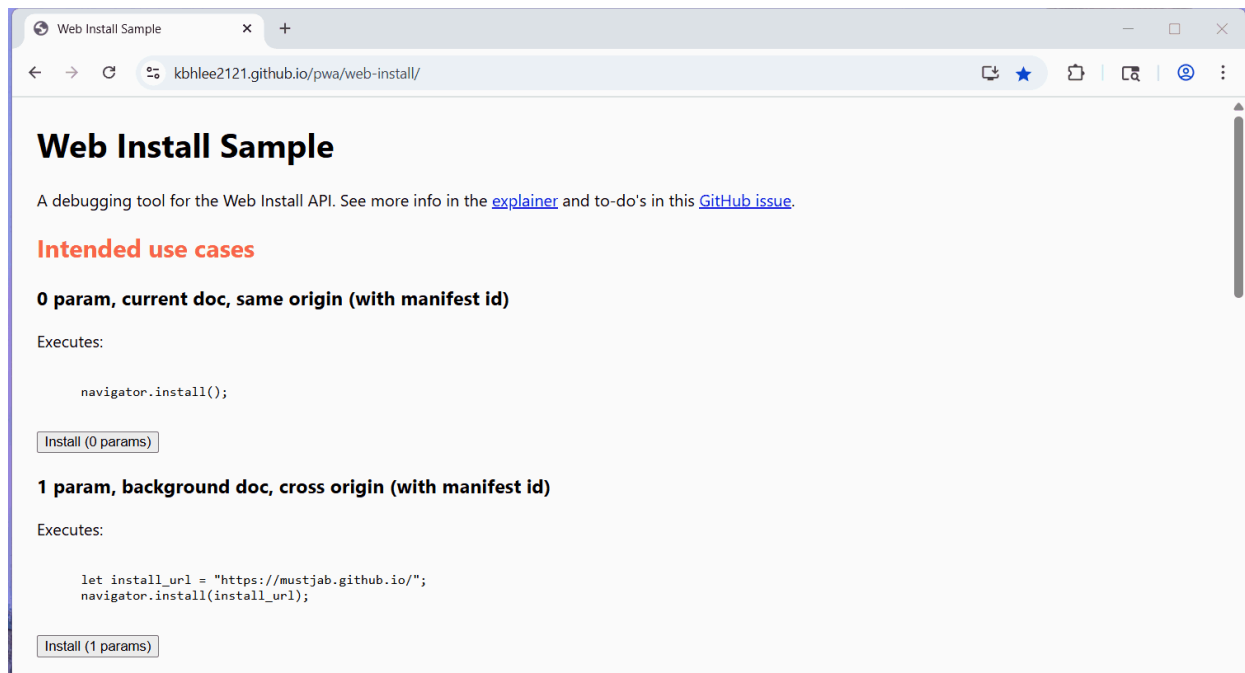 Web Install Sample
kbhlee2121.github.io/pwa/web-install/
Web Install Sample
A debugging tool for the Web Install API. See more info in the explainer and to-do's in this GitHub issue.
Intended use cases
0 param, current doc, same origin (with manifest id)
Executes:
navigator.install();
Install (0 params)
1 param, background doc, cross origin (with manifest id)
Executes:
let install_url = "https://mustjab.github.io/";
navigator.install(install_url);
Install (1 params)